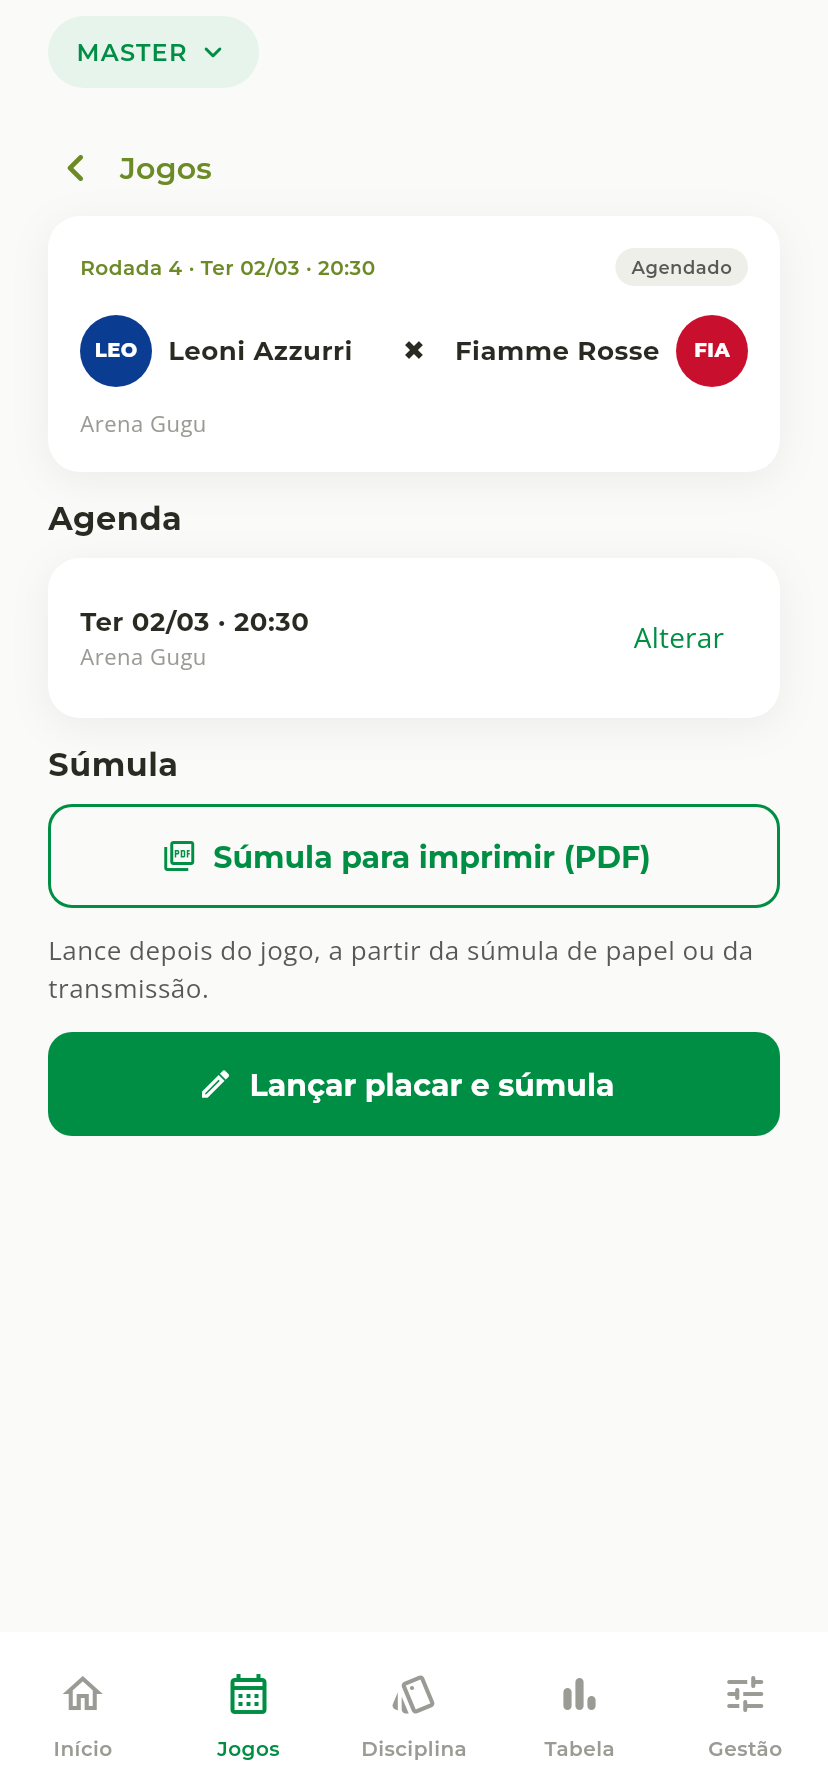 MASTER
Jogos
Rodada 4 · Ter 02/03 · 20:30
Agendado
LEO Leoni Azzurri ✖ Fiamme Rosse FIA
Arena Gugu
Agenda
Ter 02/03 · 20:30
Arena Gugu
Alterar
Súmula
PDF Súmula para imprimir (PDF)
Lance depois do jogo, a partir da súmula de papel ou da
transmissão.
Lançar placar e súmula
Início Jogos Disciplina Tabela Gestão